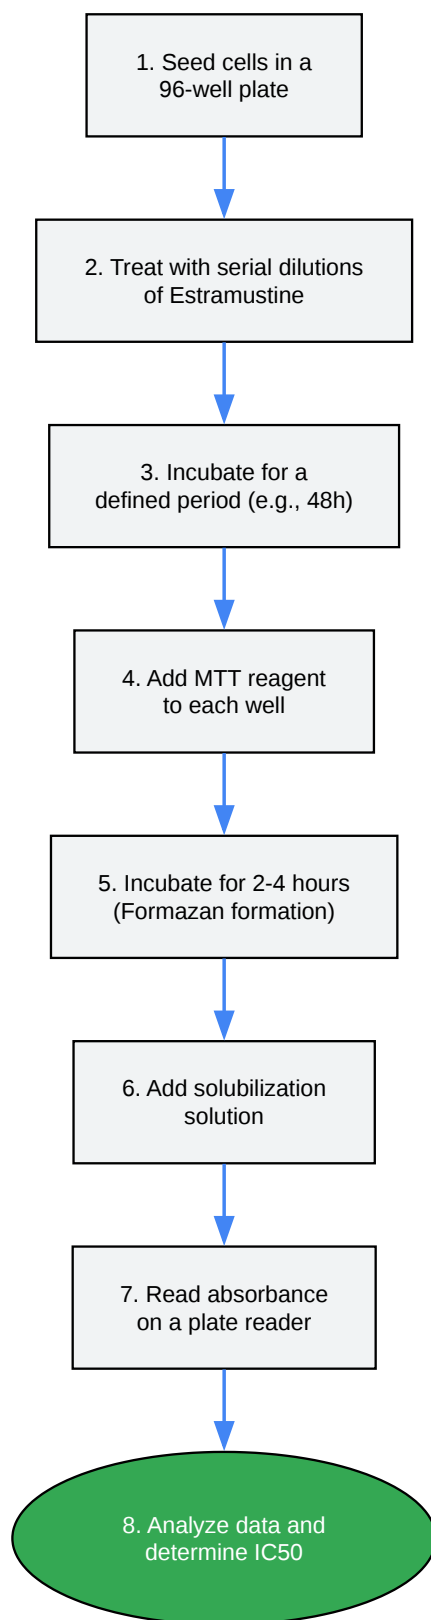 1. Seed cells in a
96-well plate
2. Treat with serial dilutions
of Estramustine
3. Incubate for a
defined period (e.g., 48h)
4. Add MTT reagent
to each well
5. Incubate for 2-4 hours
(Formazan formation)
6. Add solubilization
solution
7. Read absorbance
on a plate reader
8. Analyze data and
determine IC50